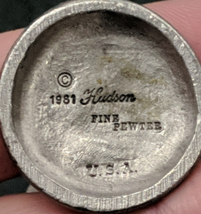 ©
1981 Hudson
FINE
PEWTER
U.S.A.